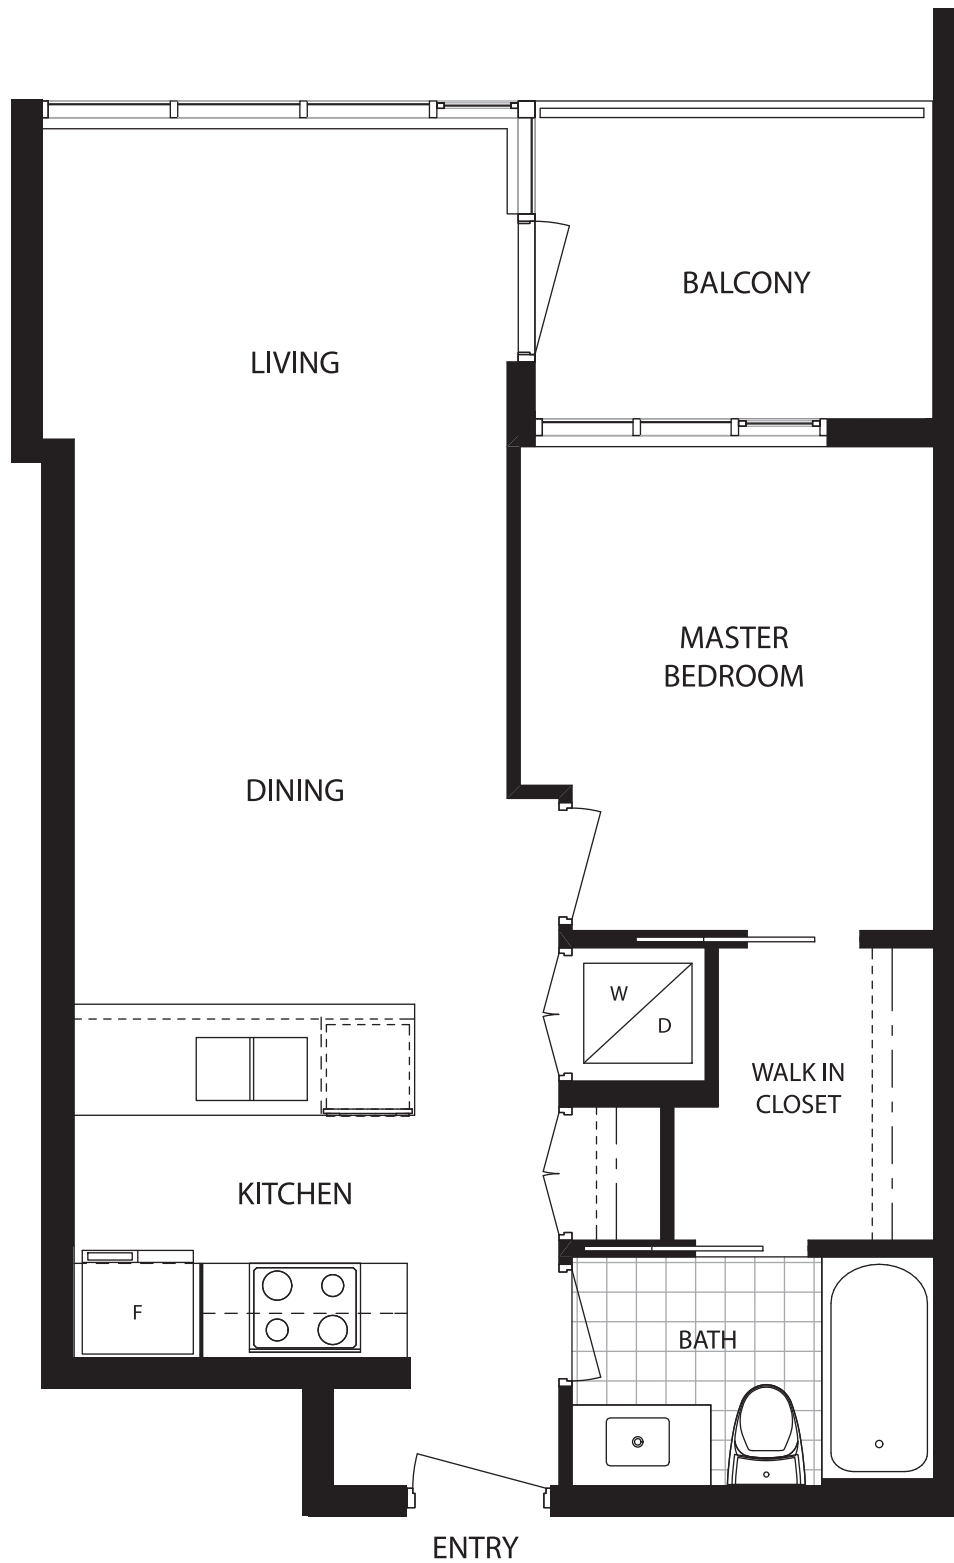 BALCONY
LIVING
MASTER
BEDROOM
DINING
W
D
WALK IN
CLOSET
KITCHEN
F
BATH
ENTRY